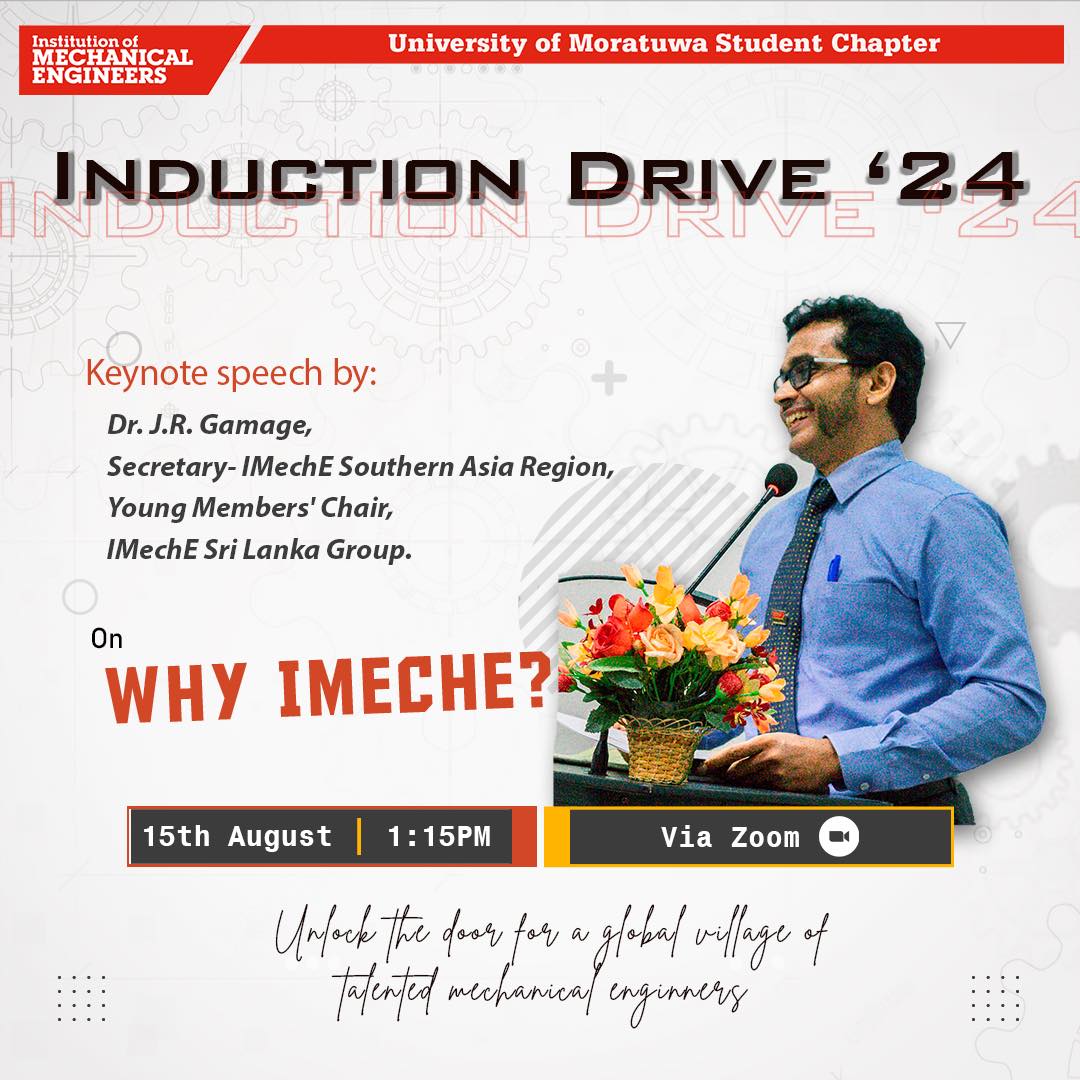 Institution of
MECHANICAL
ENGINEERS
University of Moratuwa Student Chapter
INDUCTION DRIVE ‘24
INDUCTION DRIVE ‘24
Keynote speech by:
Dr. J.R. Gamage,
Secretary- IMechE Southern Asia Region,
Young Members' Chair,
IMechE Sri Lanka Group.
On
WHY IMECHE?
15th August | 1:15PM
Via Zoom
Unlock the door for a global village of
talented mechanical enginners